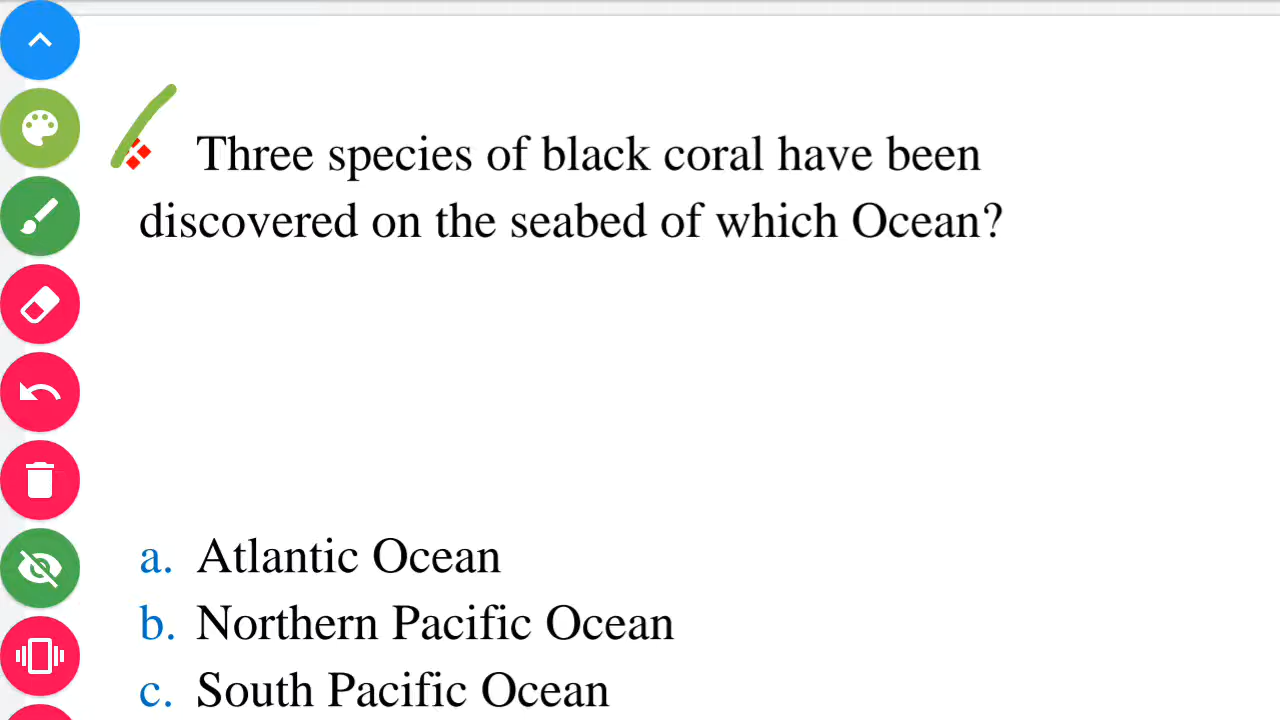 Three species of black coral have been
discovered on the seabed of which Ocean?
a. Atlantic Ocean
b. Northern Pacific Ocean
c. South Pacific Ocean